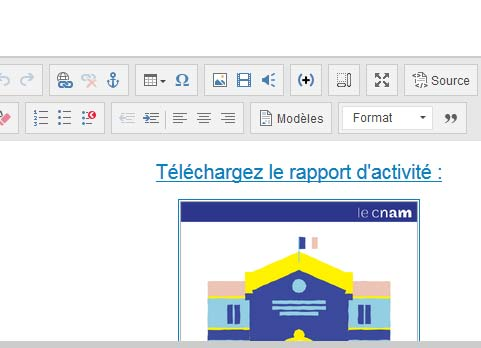 Source
Modèles
Format
Téléchargez le rapport d'activité :
le cnam